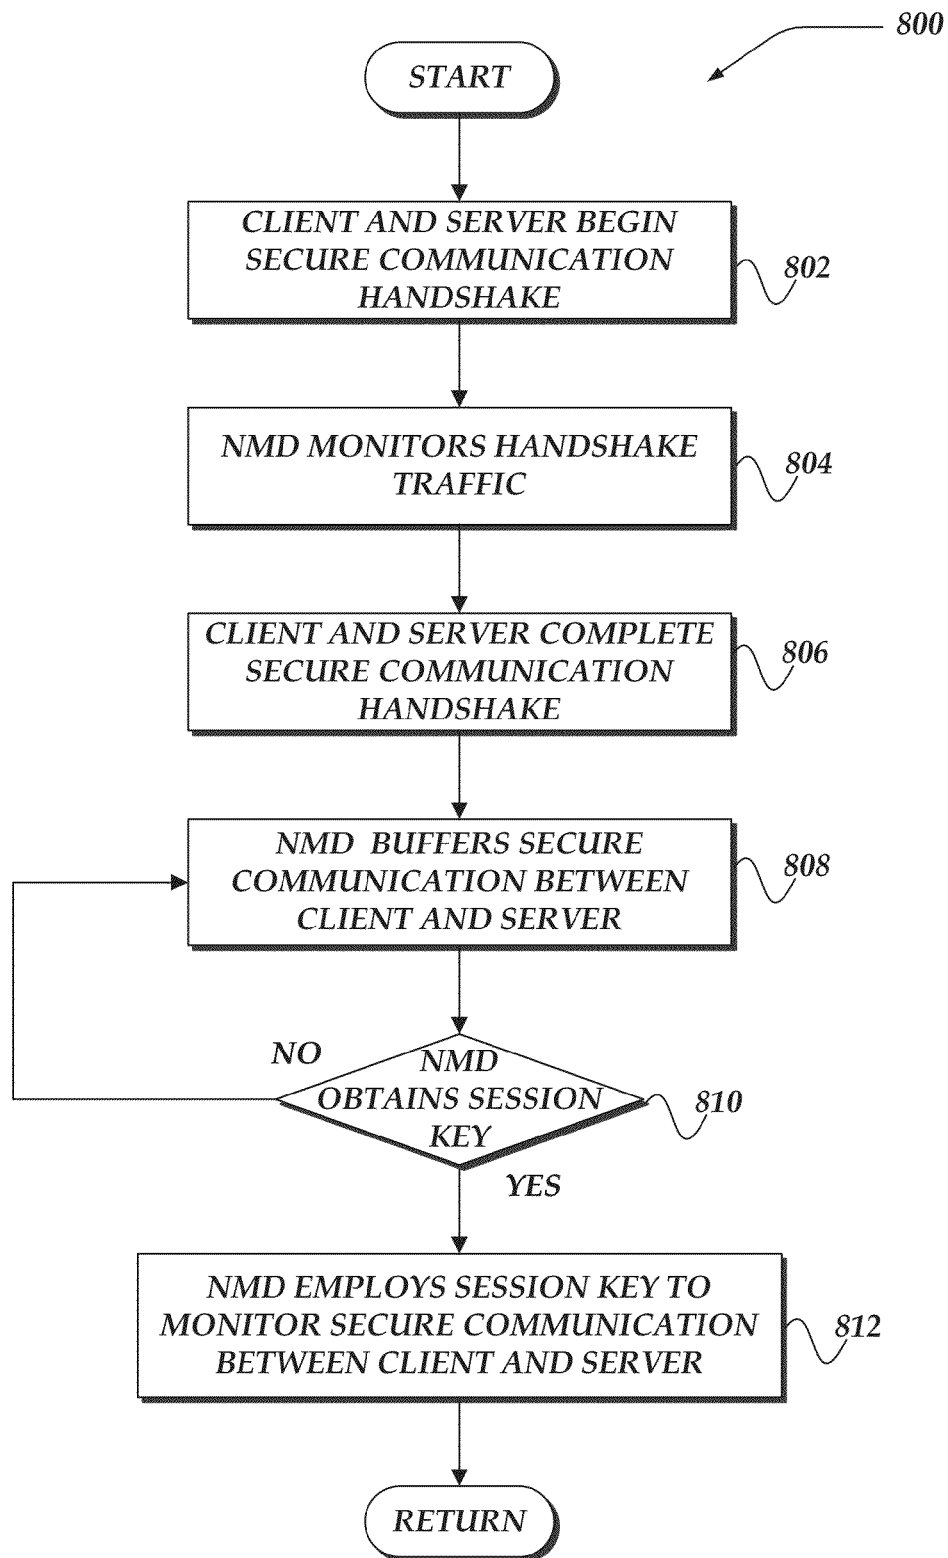 800
START
CLIENT AND SERVER BEGIN
SECURE COMMUNICATION
HANDSHAKE
802
NMD MONITORS HANDSHAKE
TRAFFIC
804
CLIENT AND SERVER COMPLETE
SECURE COMMUNICATION
HANDSHAKE
806
NMD BUFFERS SECURE
COMMUNICATION BETWEEN
CLIENT AND SERVER
808
NO
NMD
OBTAINS SESSION
KEY
810
YES
NMD EMPLOYS SESSION KEY TO
MONITOR SECURE COMMUNICATION
BETWEEN CLIENT AND SERVER
812
RETURN